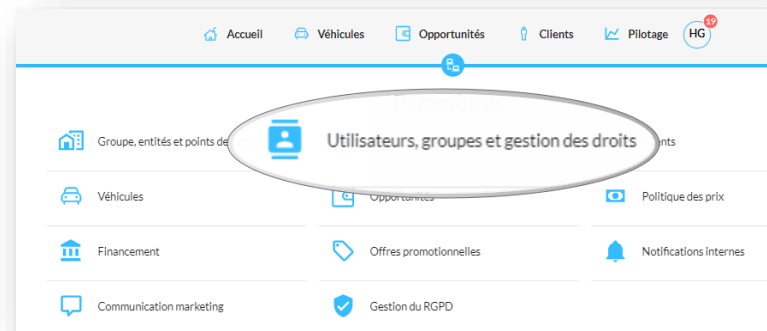 Accueil Véhicules Opportunités Clients Pilotage HG 19
Paramètres
Groupe, entités et points de Utilisateurs, groupes et gestion des droits
Véhicules Opportunités Politique des prix
Financement Offres promotionnelles Notifications internes
Communication marketing Gestion du RGPD